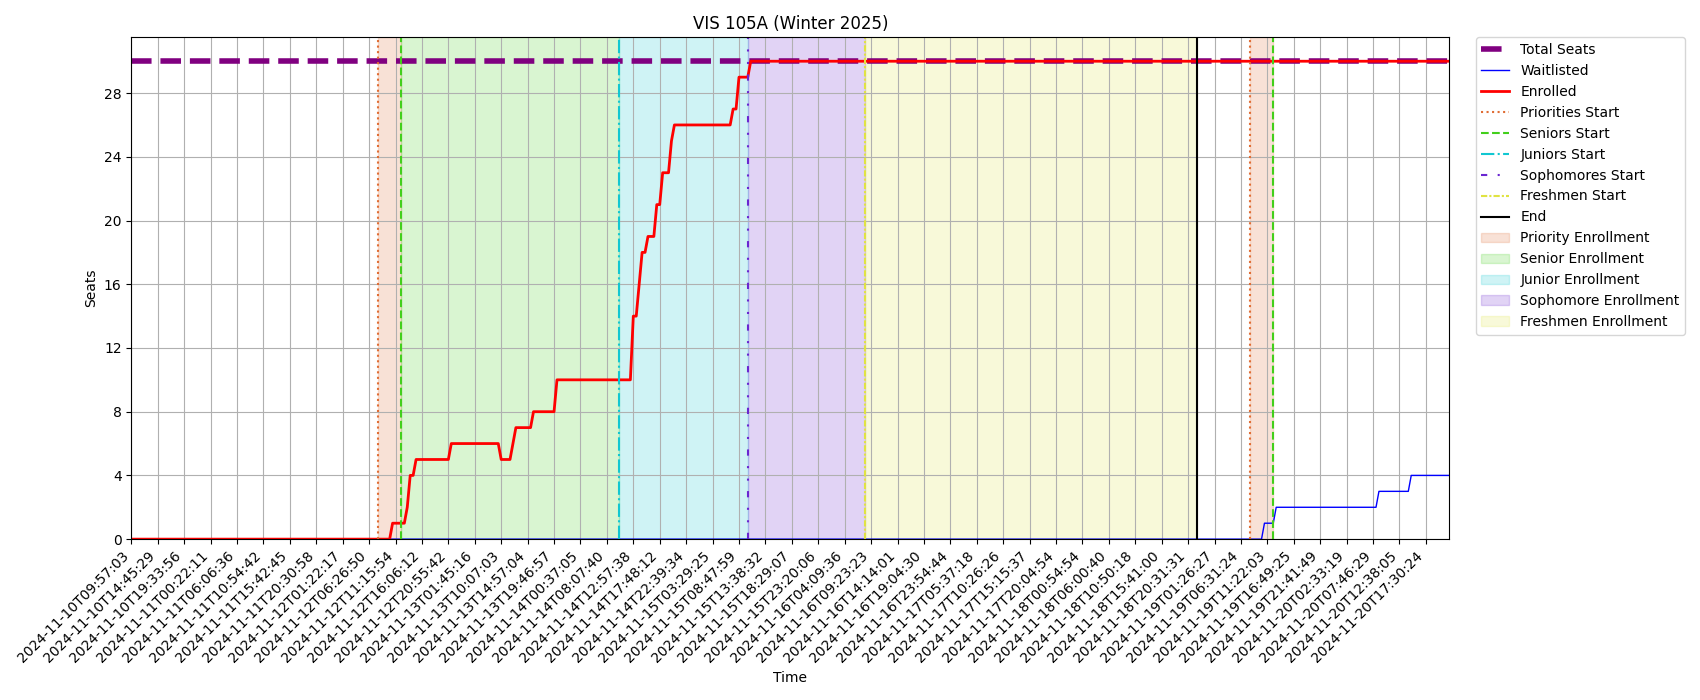 VIS 105A (Winter 2025)
Total Seats
Waitlisted
Enrolled
Priorities Start
Seniors Start
Juniors Start
Sophomores Start
Freshmen Start
End
Priority Enrollment
Senior Enrollment
Junior Enrollment
Sophomore Enrollment
Freshmen Enrollment
Seats
28
24
20
16
12
8
4
0
2024-11-10T09:57:03
2024-11-10T14:45:29
2024-11-10T19:33:56
2024-11-11T00:22:11
2024-11-11T06:06:36
2024-11-11T10:54:42
2024-11-11T15:42:45
2024-11-11T20:30:58
2024-11-12T01:22:17
2024-11-12T06:26:50
2024-11-12T11:15:54
2024-11-12T16:06:12
2024-11-12T20:55:42
2024-11-13T01:45:16
2024-11-13T10:07:03
2024-11-13T14:57:04
2024-11-13T19:46:57
2024-11-14T00:37:05
2024-11-14T08:07:40
2024-11-14T12:57:38
2024-11-14T17:48:12
2024-11-14T22:39:34
2024-11-15T03:29:25
2024-11-15T08:47:59
2024-11-15T13:38:32
2024-11-15T18:29:07
2024-11-15T23:20:06
2024-11-16T04:09:36
2024-11-16T09:23:23
2024-11-16T14:14:01
2024-11-16T19:04:30
2024-11-16T23:54:44
2024-11-17T05:37:18
2024-11-17T10:26:26
2024-11-17T15:15:37
2024-11-17T20:04:54
2024-11-18T00:54:54
2024-11-18T06:00:40
2024-11-18T10:50:18
2024-11-18T15:41:00
2024-11-18T20:31:31
2024-11-19T01:26:27
2024-11-19T06:31:24
2024-11-19T11:22:03
2024-11-19T16:49:25
2024-11-19T21:41:49
2024-11-20T02:33:19
2024-11-20T07:46:29
2024-11-20T12:38:05
2024-11-20T17:30:24
Time